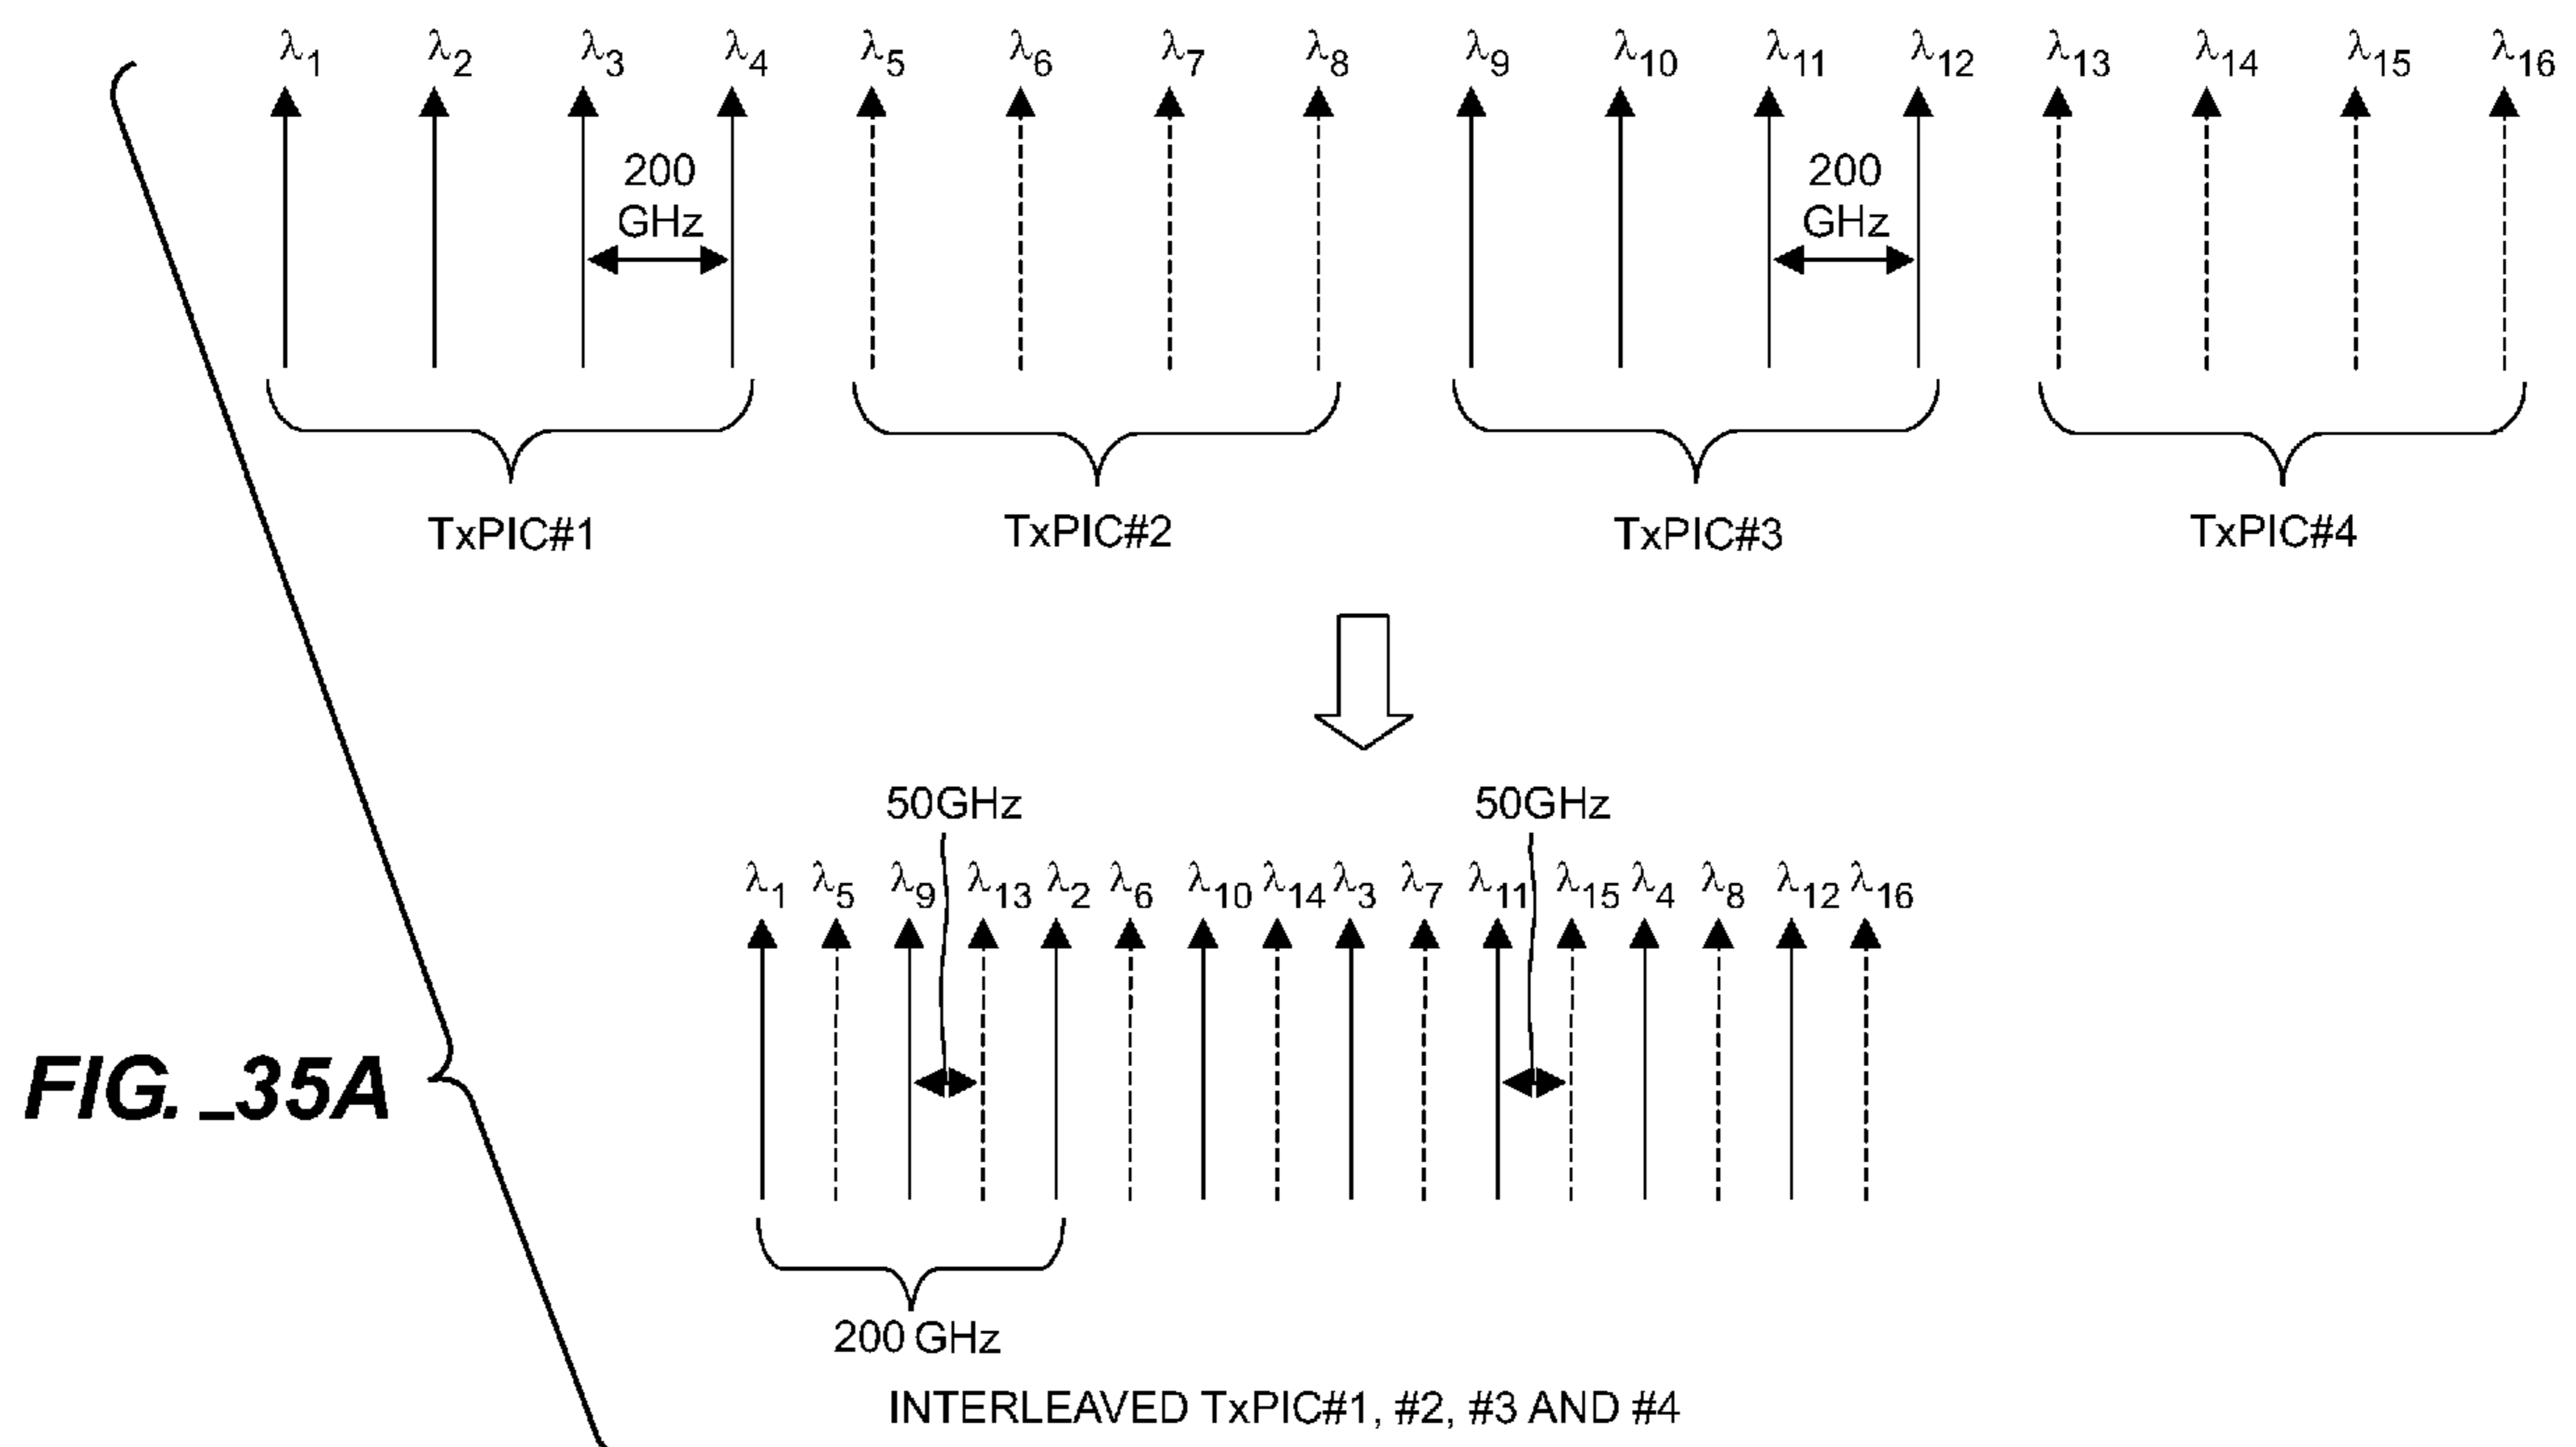 λ1 λ2 λ3 λ4 λ5 λ6 λ7 λ8 λ9 λ10 λ11 λ12 λ13 λ14 λ15 λ16
200 GHz
200 GHz
TxPIC#1 TxPIC#2 TxPIC#3 TxPIC#4
50GHz 50GHz
λ1 λ5 λ9 λ13 λ2 λ6 λ10 λ14 λ3 λ7 λ11 λ15 λ4 λ8 λ12 λ16
FIG._35A
200 GHz
INTERLEAVED TxPIC#1, #2, #3 AND #4